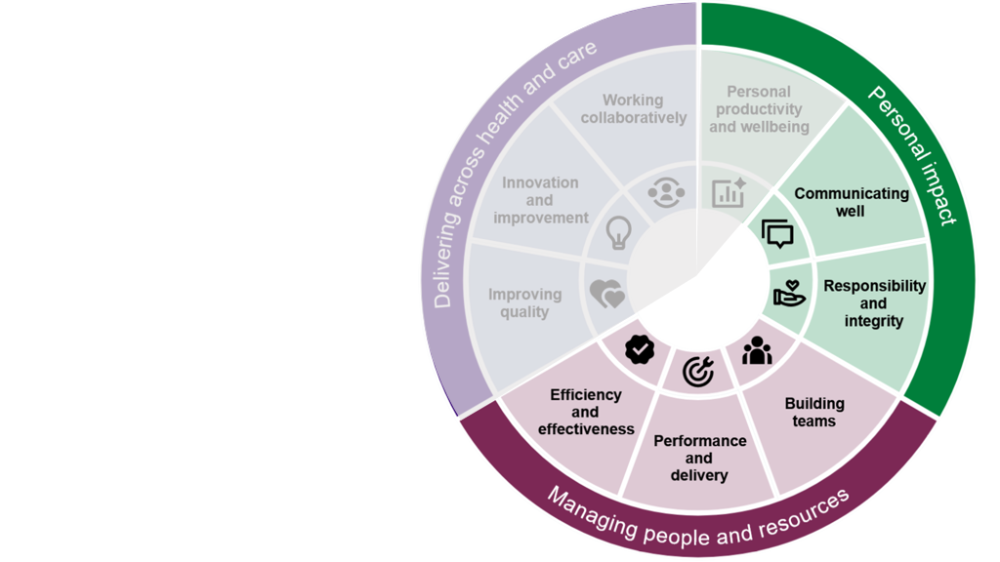 Delivering across health and care
Personal impact
Managing people and resources
Working
collaboratively
Personal
productivity
and wellbeing
Innovation
and
improvement
Communicating
well
Improving
quality
Responsibility
and
integrity
Efficiency
and
effectiveness
Performance
and
delivery
Building
teams